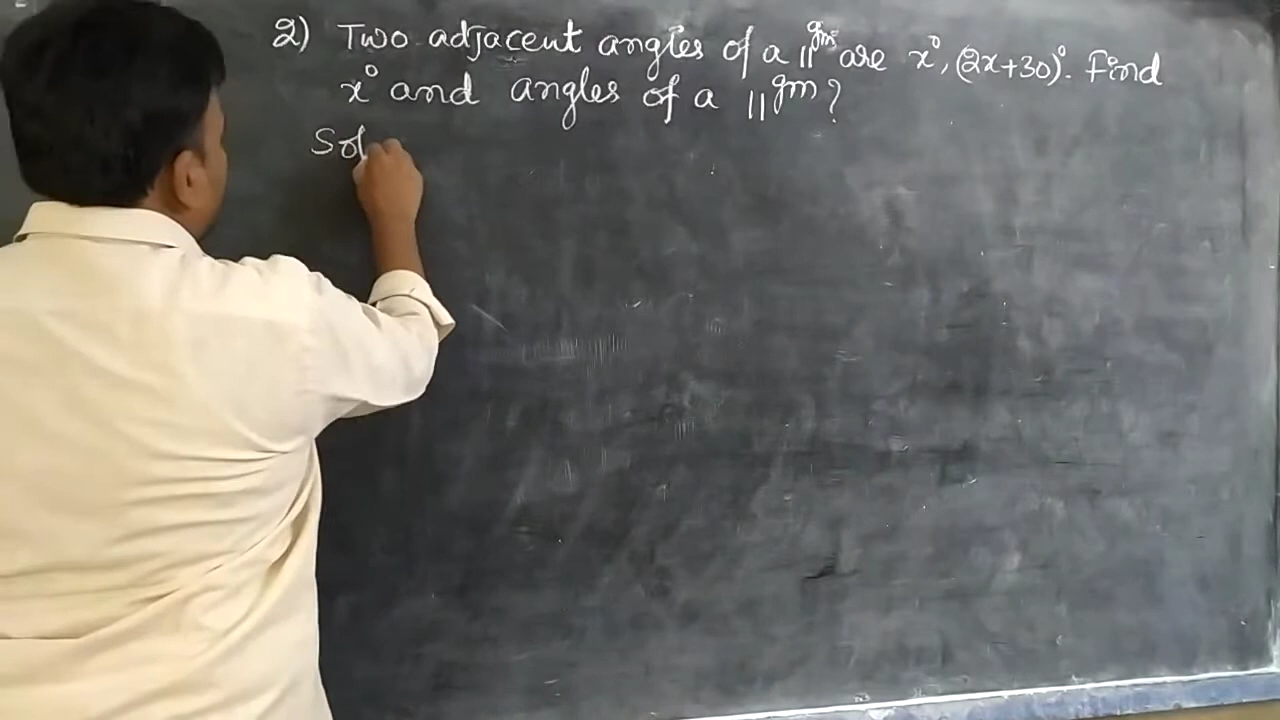 2) Two adjacent angles of a ||gm are x°, (2x+30)°. Find
x° and angles of a ||gm?
Sol